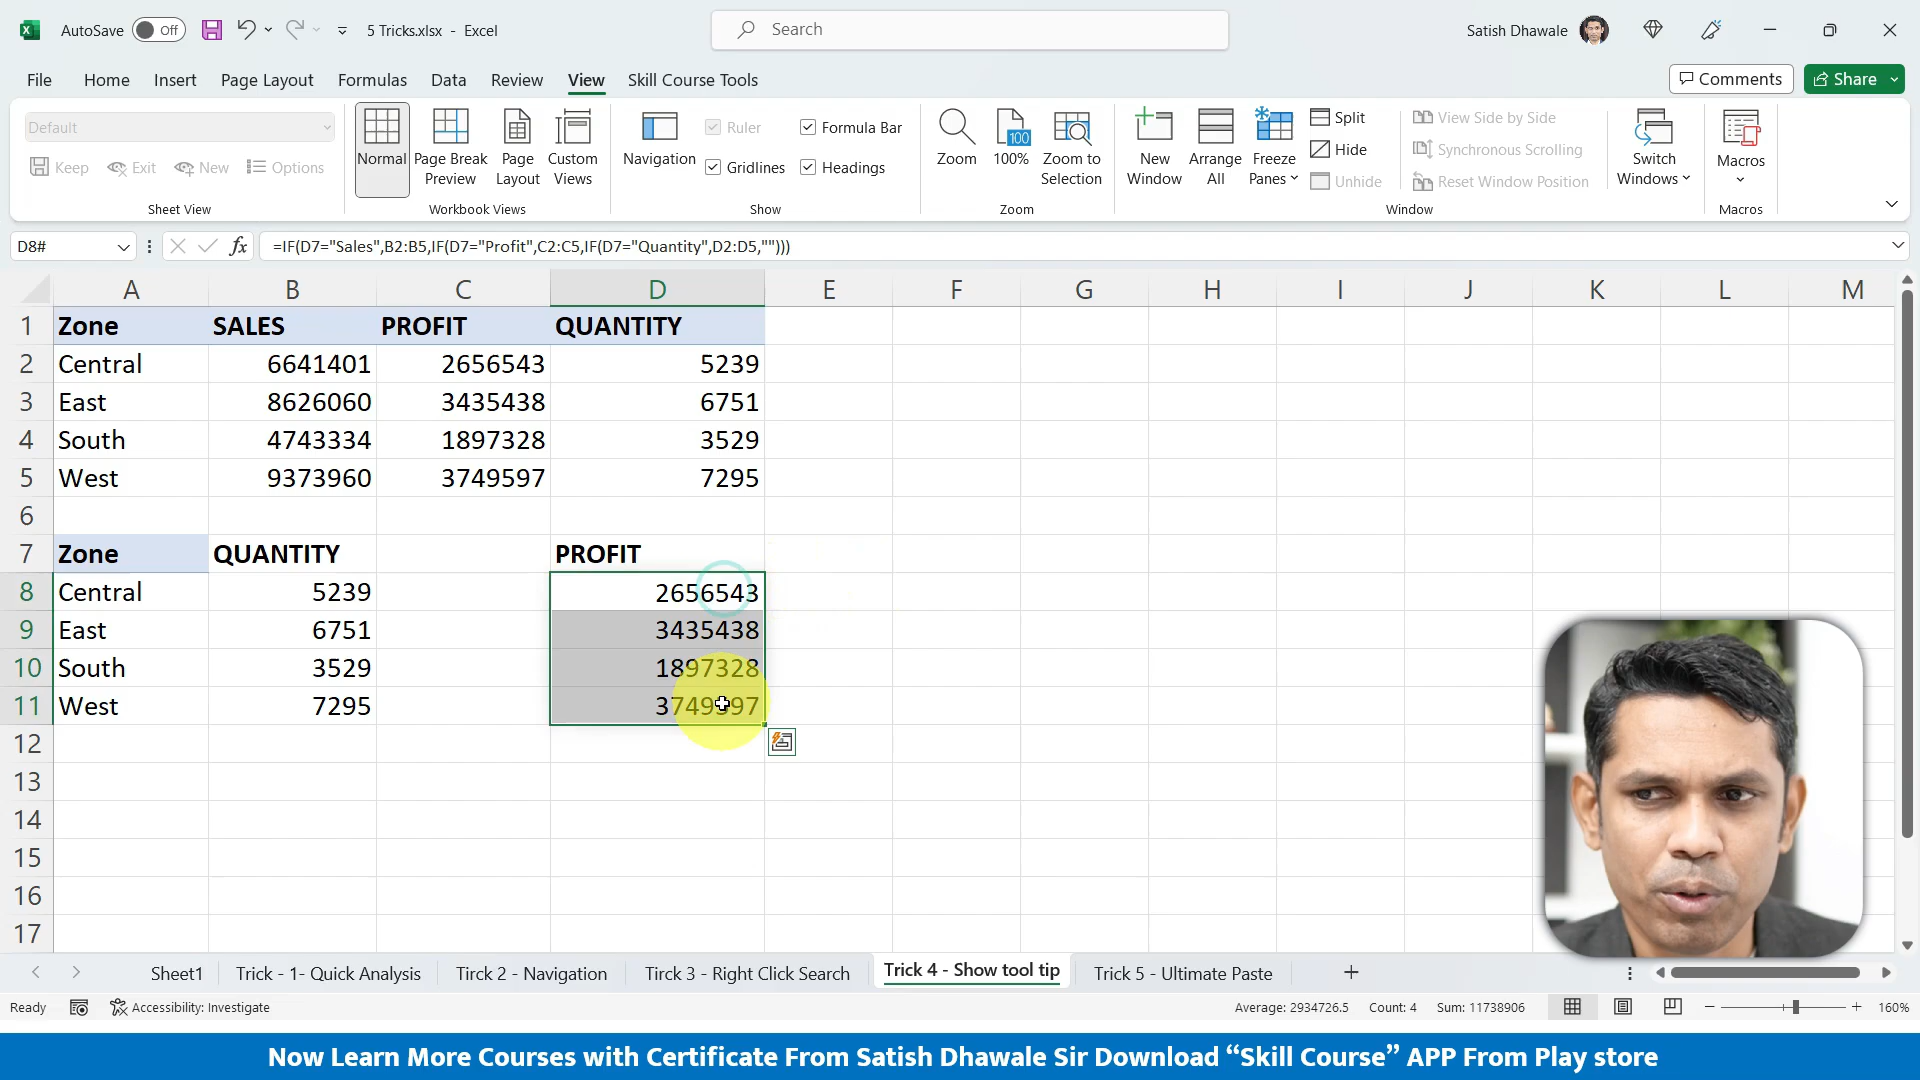 AutoSave Off 5 Tricks.xlsx - Excel Search Satish Dhawale
File Home Insert Page Layout Formulas Data Review View Skill Course Tools Comments Share
Default
Keep Exit New Options
Sheet View
Normal Page Break Preview Page Layout Custom Views
Workbook Views
Navigation Ruler Formula Bar
Gridlines Headings
Show
Zoom 100 100% Zoom to Selection
Zoom
New Window Arrange All Freeze Panes
Split
Hide
Unhide
View Side by Side
Synchronous Scrolling
Reset Window Position
Switch Windows
Window
Macros
Macros
D8# fx =IF(D7="Sales",B2:B5,IF(D7="Profit",C2:C5,IF(D7="Quantity",D2:D5,"")))
A B C D E F G H I J K L M
1 Zone SALES PROFIT QUANTITY
2 Central 6641401 2656543 5239
3 East 8626060 3435438 6751
4 South 4743334 1897328 3529
5 West 9373960 3749597 7295
6
7 Zone QUANTITY PROFIT
8 Central 5239 2656543
9 East 6751 3435438
10 South 3529 1897328
11 West 7295 3749597
12
13
14
15
16
17
Sheet1 Trick - 1- Quick Analysis Tirck 2 - Navigation Tirck 3 - Right Click Search Trick 4 - Show tool tip Trick 5 - Ultimate Paste
Ready Accessibility: Investigate Average: 2934726.5 Count: 4 Sum: 11738906 160%
Now Learn More Courses with Certificate From Satish Dhawale Sir Download “Skill Course” APP From Play store